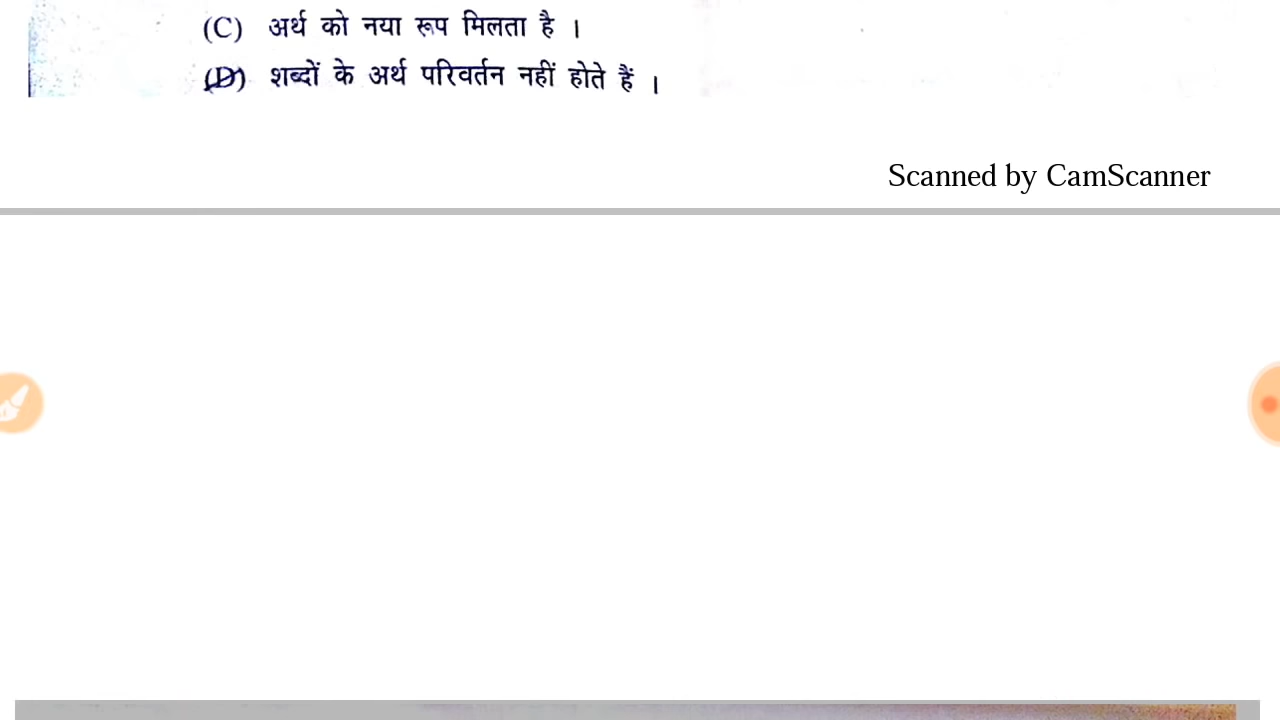 (C) अर्थ को नया रूप मिलता है ।
(D) शब्दों के अर्थ परिवर्तन नहीं होते हैं ।
Scanned by CamScanner